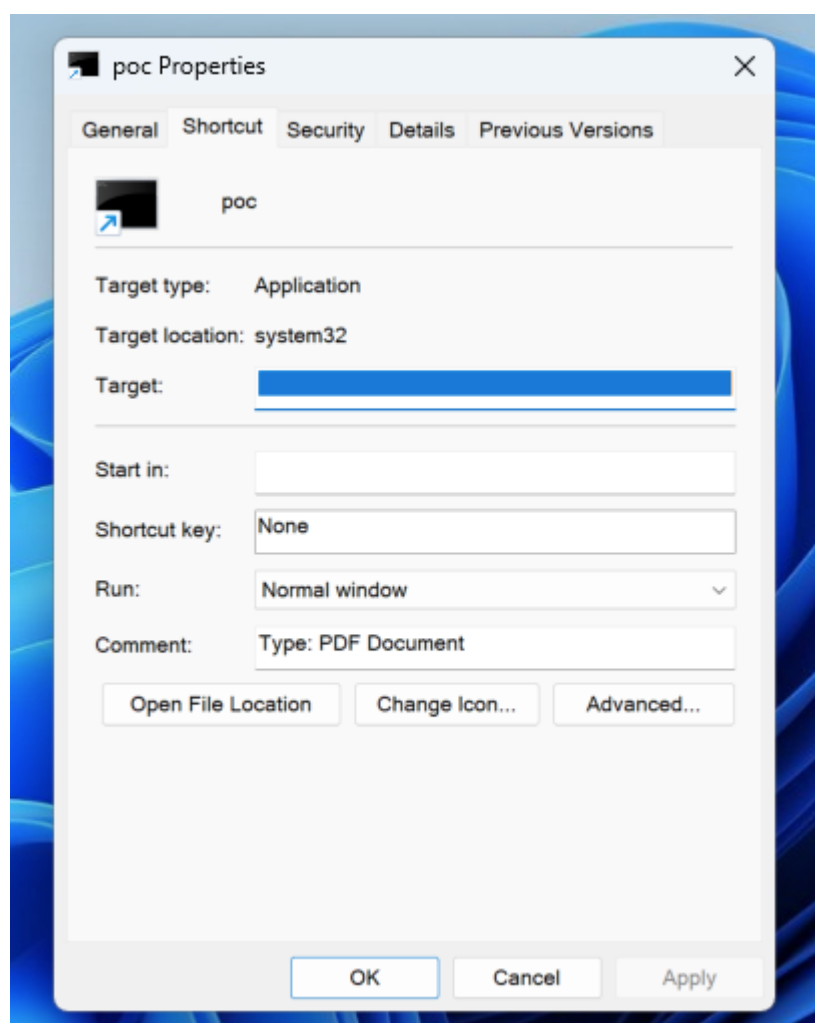 poc Properties
General Shortcut Security Details Previous Versions
poc
Target type: Application
Target location: system32
Target:
Start in:
Shortcut key: None
Run: Normal window
Comment: Type: PDF Document
Open File Location Change Icon... Advanced...
OK Cancel Apply